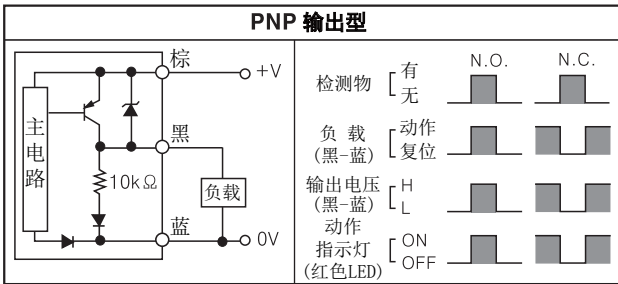 PNP 输出型
棕
+V
主电路
黑
10kΩ
负载
蓝
0V
N.O. N.C.
检测物 有 无
负 载 (黑-蓝) 动作 复位
输出电压 (黑-蓝) H L
动作 指示灯 (红色LED) ON OFF